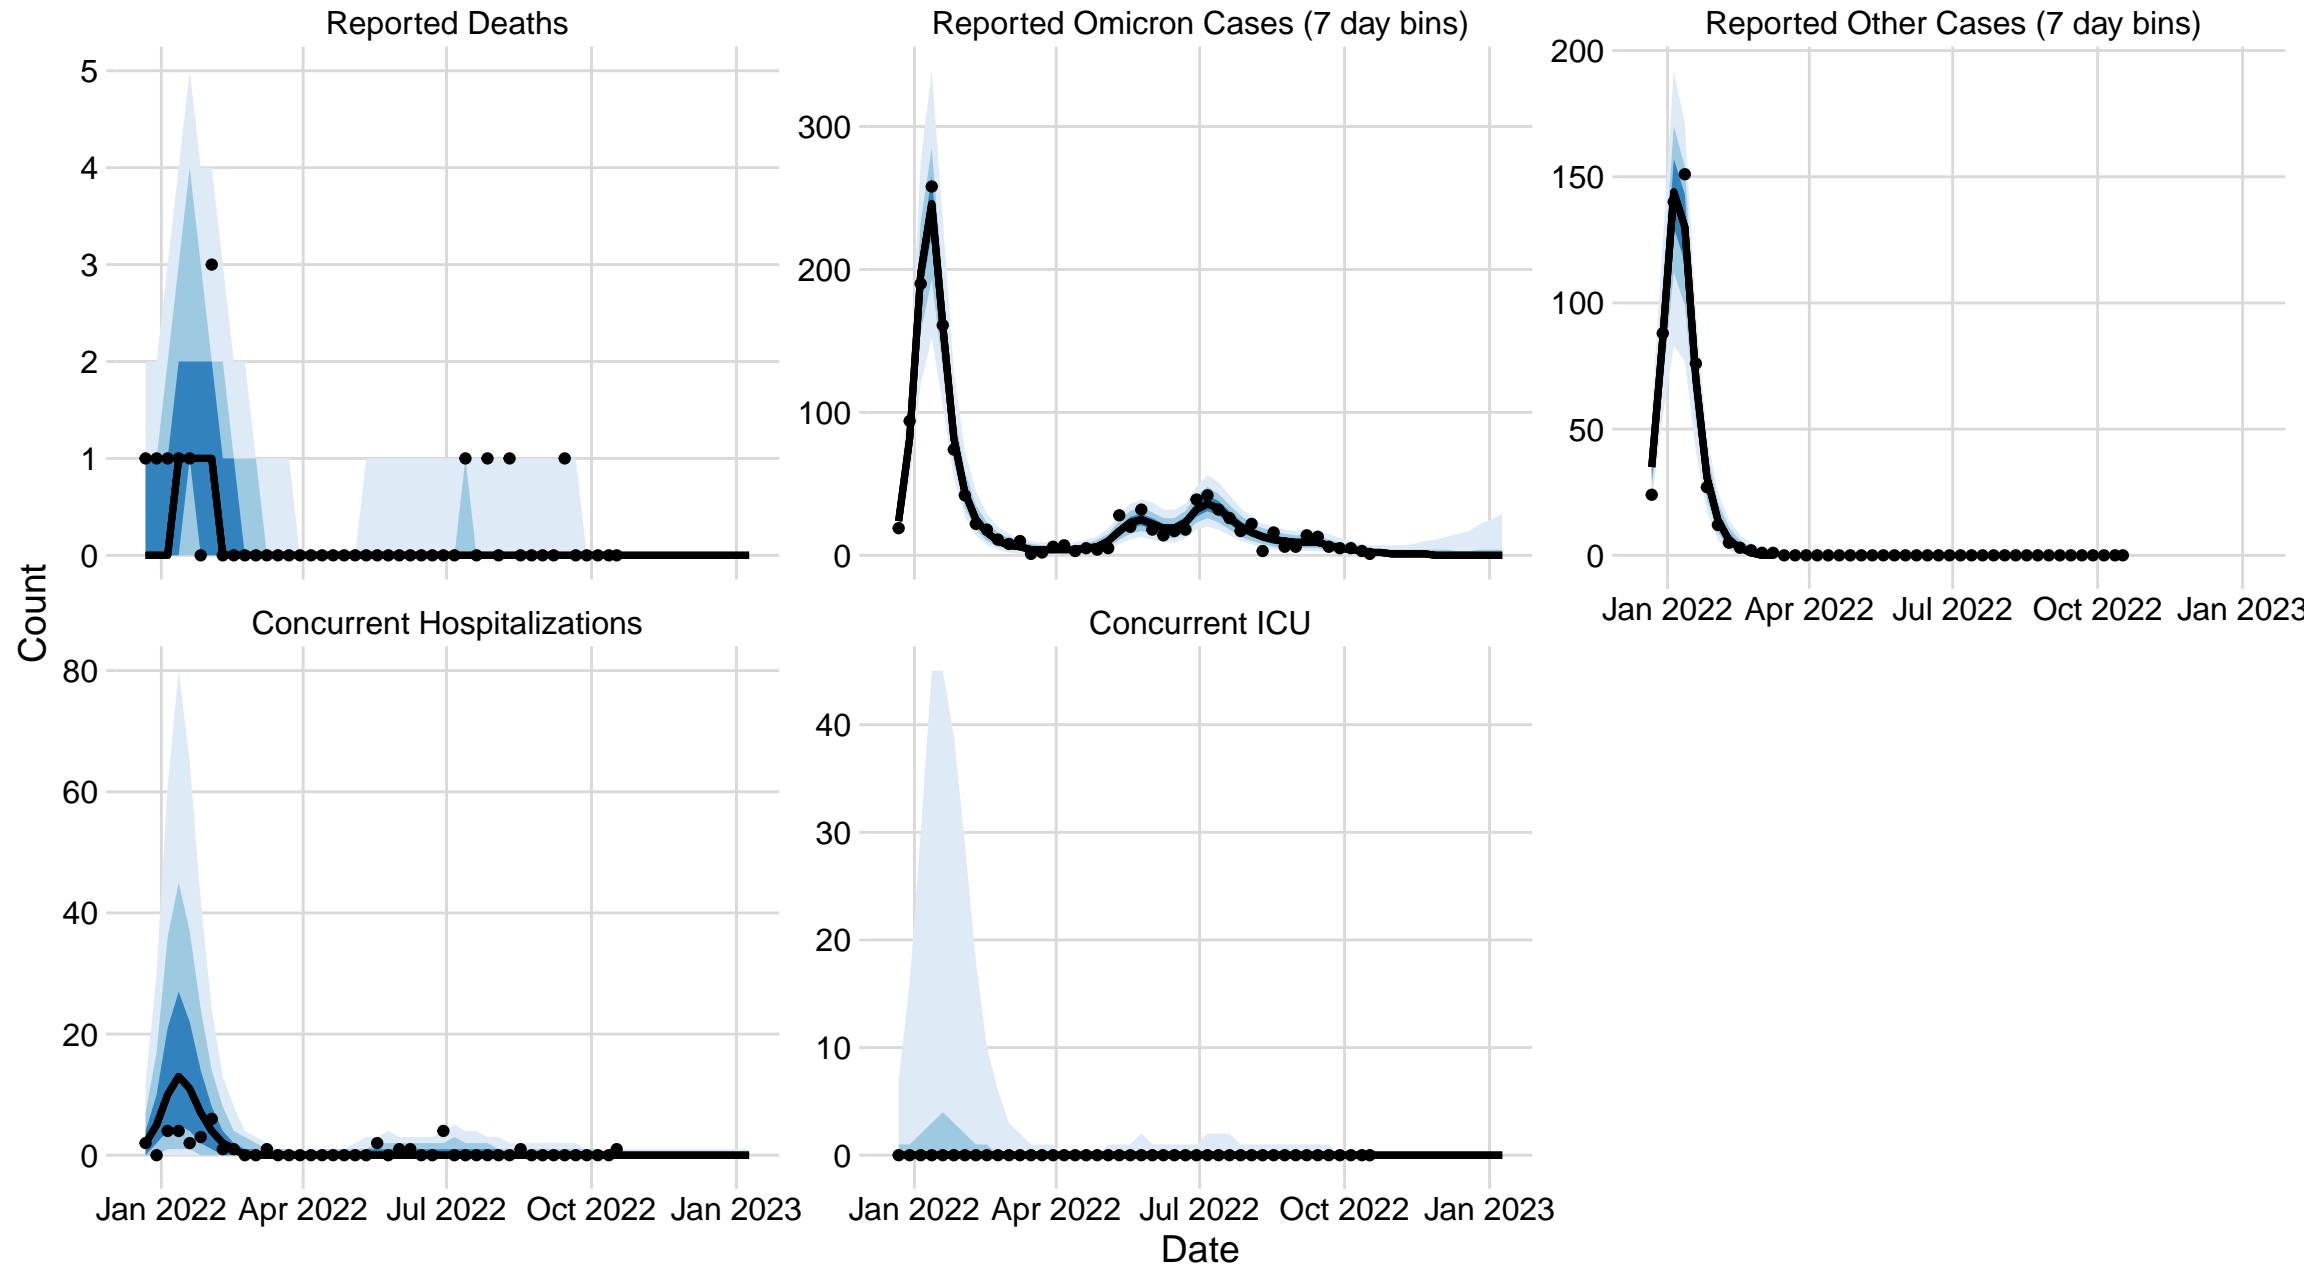 Reported Deaths
Reported Omicron Cases (7 day bins)
Reported Other Cases (7 day bins)
5
4
3
2
1
0
300
200
100
0
200
150
100
50
0
Jan 2022 Apr 2022 Jul 2022 Oct 2022 Jan 2023
Count
Concurrent Hospitalizations
Concurrent ICU
80
60
40
20
0
40
30
20
10
0
Jan 2022 Apr 2022 Jul 2022 Oct 2022 Jan 2023
Jan 2022 Apr 2022 Jul 2022 Oct 2022 Jan 2023
Date